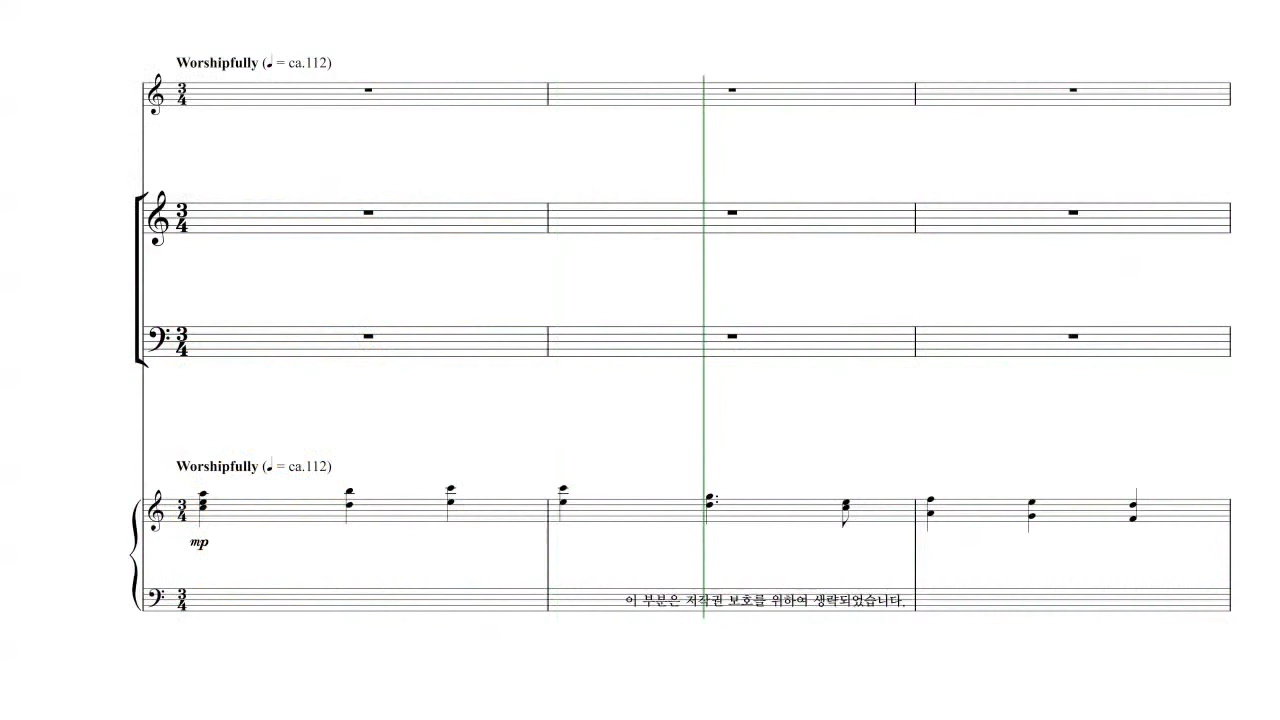 Worshipfully (♩ = ca.112)
Worshipfully (♩ = ca.112)
mp
이 부분은 저작권 보호를 위하여 생략되었습니다.